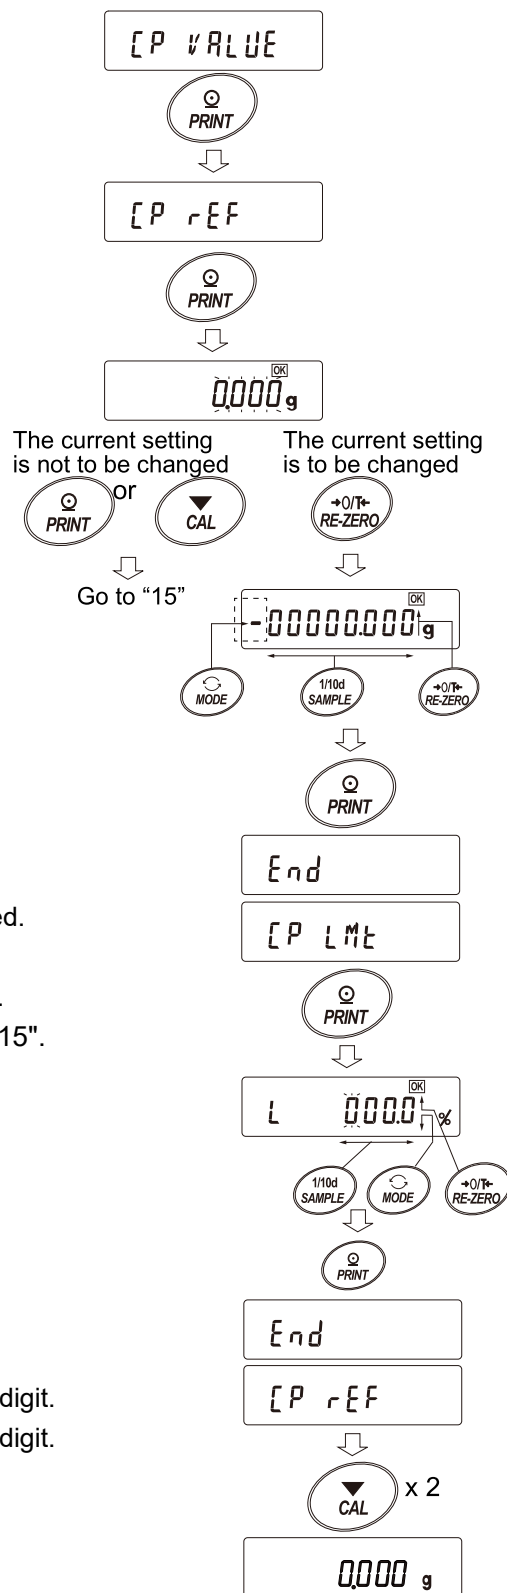 CP VALUE
PRINT
CP rEF
PRINT
OK
0.000 g
The current setting
is not to be changed
The current setting
is to be changed
PRINT
or
CAL
→0/T←
RE-ZERO
Go to “15”
OK
-00000.000 g
MODE
1/10d
SAMPLE
→0/T←
RE-ZERO
PRINT
End
ed.
CP LMt
.
PRINT
15".
OK
L 000.0 %
1/10d
SAMPLE
MODE
→0/T←
RE-ZERO
PRINT
End
digit.
CP rEF
digit.
CAL
x 2
0.000 g